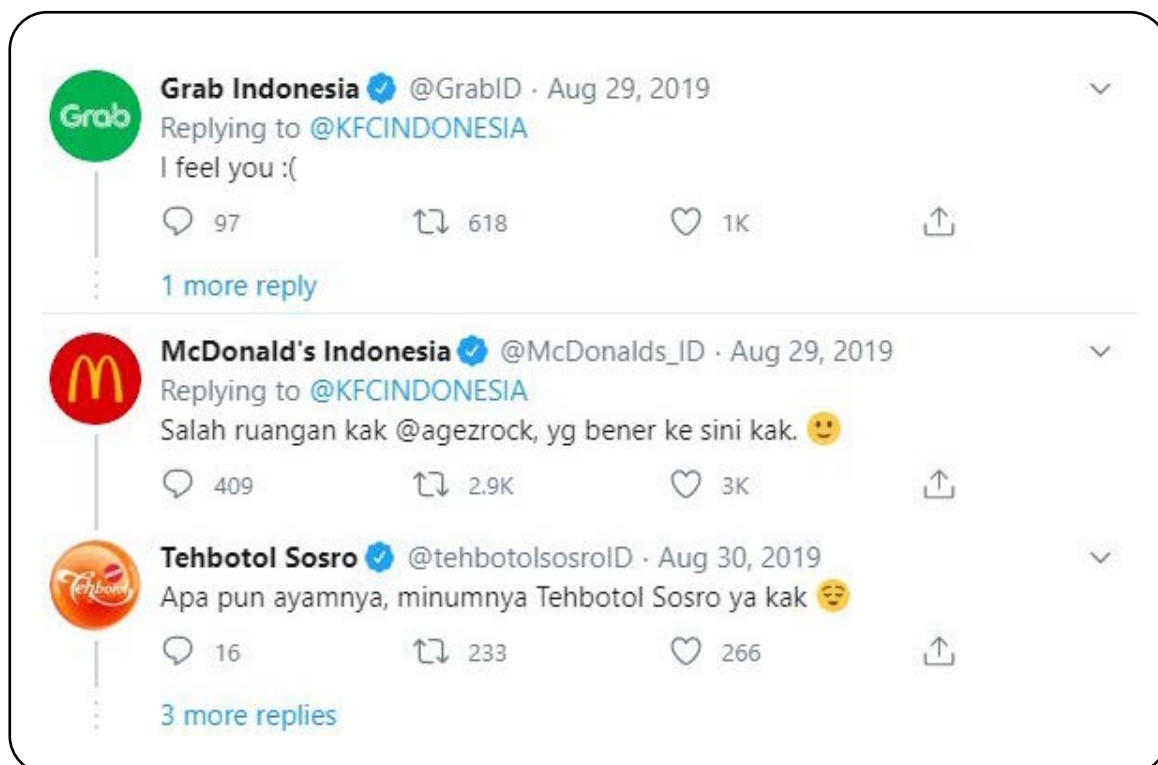 Grab
Grab Indonesia @GrabID · Aug 29, 2019
Replying to @KFCINDONESIA
I feel you :(
97 618 1K
1 more reply
McDonald's Indonesia @McDonalds_ID · Aug 29, 2019
Replying to @KFCINDONESIA
Salah ruangan kak @agezrock, yg bener ke sini kak. 🙂
409 2.9K 3K
Tehbotol
Tehbotol Sosro @tehbotolsosroID · Aug 30, 2019
Apa pun ayamnya, minumnya Tehbotol Sosro ya kak 😌
16 233 266
3 more replies